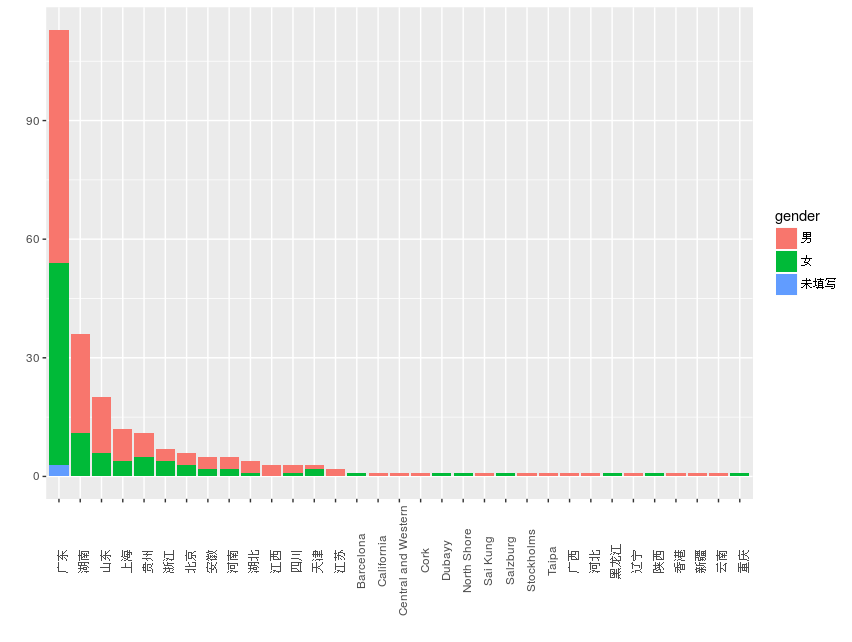 90
60
30
0
广东
湖南
山东
上海
贵州
浙江
北京
安徽
河南
湖北
江西
四川
天津
江苏
Barcelona
California
Central and Western
Cork
Dubayy
North Shore
Sai Kung
Salzburg
Stockholms
Taipa
广西
河北
黑龙江
辽宁
陕西
香港
新疆
云南
重庆
gender
男
女
未填写